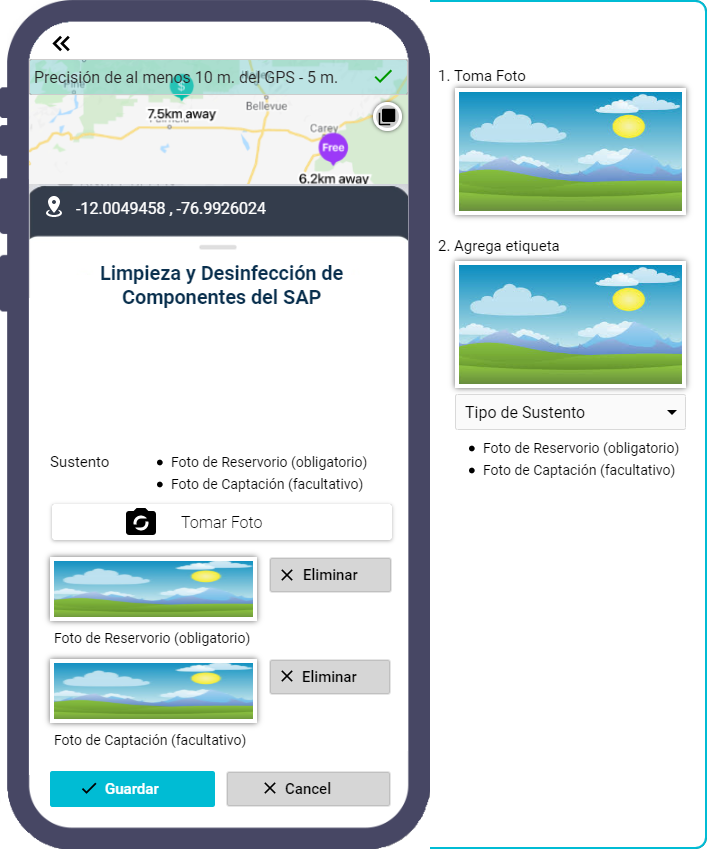 Precisión de al menos 10 m. del GPS - 5 m.
$
Bellevue
7.5km away
Carey
Free
6.2km away
-12.0049458 , -76.9926024
Limpieza y Desinfección de
Componentes del SAP
Sustento
Foto de Reservorio (obligatorio)
Foto de Captación (facultativo)
Tomar Foto
Eliminar
Foto de Reservorio (obligatorio)
Eliminar
Foto de Captación (facultativo)
Guardar
Cancel
1. Toma Foto
2. Agrega etiqueta
Tipo de Sustento
Foto de Reservorio (obligatorio)
Foto de Captación (facultativo)